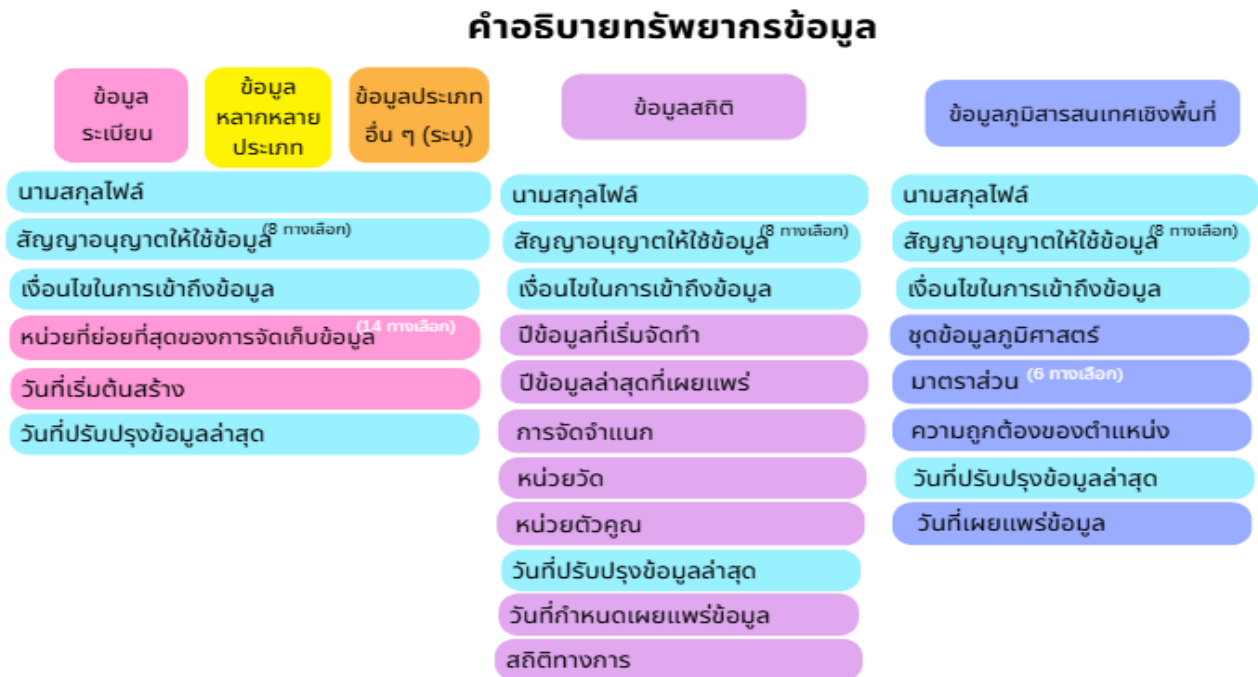 คำอธิบายทรัพยากรข้อมูล
ข้อมูล
ระเบียน
ข้อมูล
หลากหลาย
ประเภท
ข้อมูลประเภท
อื่น ๆ (ระบุ)
นามสกุลไฟล์
สัญญาอนุญาตให้ใช้ข้อมูล (8 ทางเลือก)
เงื่อนไขในการเข้าถึงข้อมูล
หน่วยที่ย่อยที่สุดของการจัดเก็บข้อมูล (14 ทางเลือก)
วันที่เริ่มต้นสร้าง
วันที่ปรับปรุงข้อมูลล่าสุด
ข้อมูลสถิติ
นามสกุลไฟล์
สัญญาอนุญาตให้ใช้ข้อมูล (8 ทางเลือก)
เงื่อนไขในการเข้าถึงข้อมูล
ปีข้อมูลที่เริ่มจัดทำ
ปีข้อมูลล่าสุดที่เผยแพร่
การจัดจำแนก
หน่วยวัด
หน่วยตัวคูณ
วันที่ปรับปรุงข้อมูลล่าสุด
วันที่กำหนดเผยแพร่ข้อมูล
สถิติทางการ
ข้อมูลภูมิสารสนเทศเชิงพื้นที่
นามสกุลไฟล์
สัญญาอนุญาตให้ใช้ข้อมูล (8 ทางเลือก)
เงื่อนไขในการเข้าถึงข้อมูล
ชุดข้อมูลภูมิศาสตร์
มาตราส่วน (6 ทางเลือก)
ความถูกต้องของตำแหน่ง
วันที่ปรับปรุงข้อมูลล่าสุด
วันที่เผยแพร่ข้อมูล